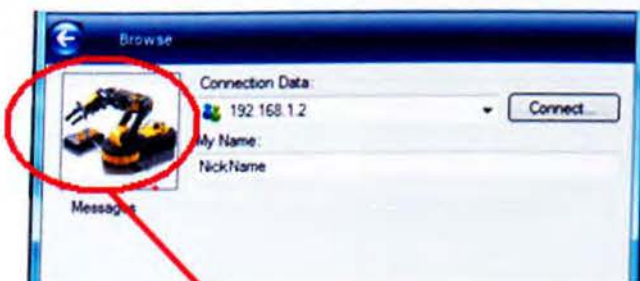 Browse
Connection Data:
192.168.1.2
Connect...
My Name:
NickName
Messages